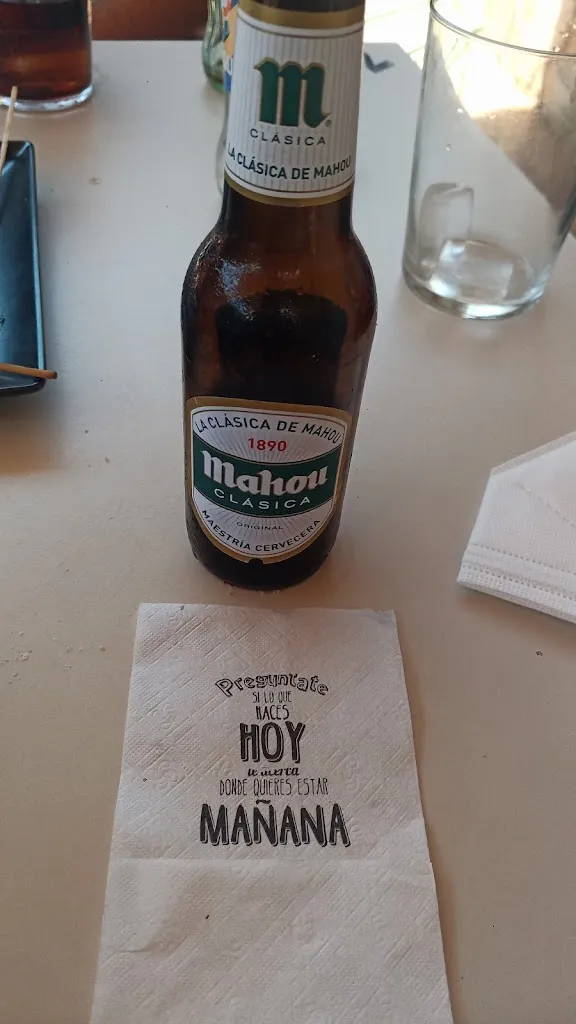 m
CLÁSICA
LA CLÁSICA DE MAHOU
LA CLÁSICA DE MAHOU
1890
Mahou
CLÁSICA
ORIGINAL
MAESTRÍA CERVECERA
Preguntate
SI LO QUE
HACES
HOY
te acerca
DONDE QUIERES ESTAR
MAÑANA